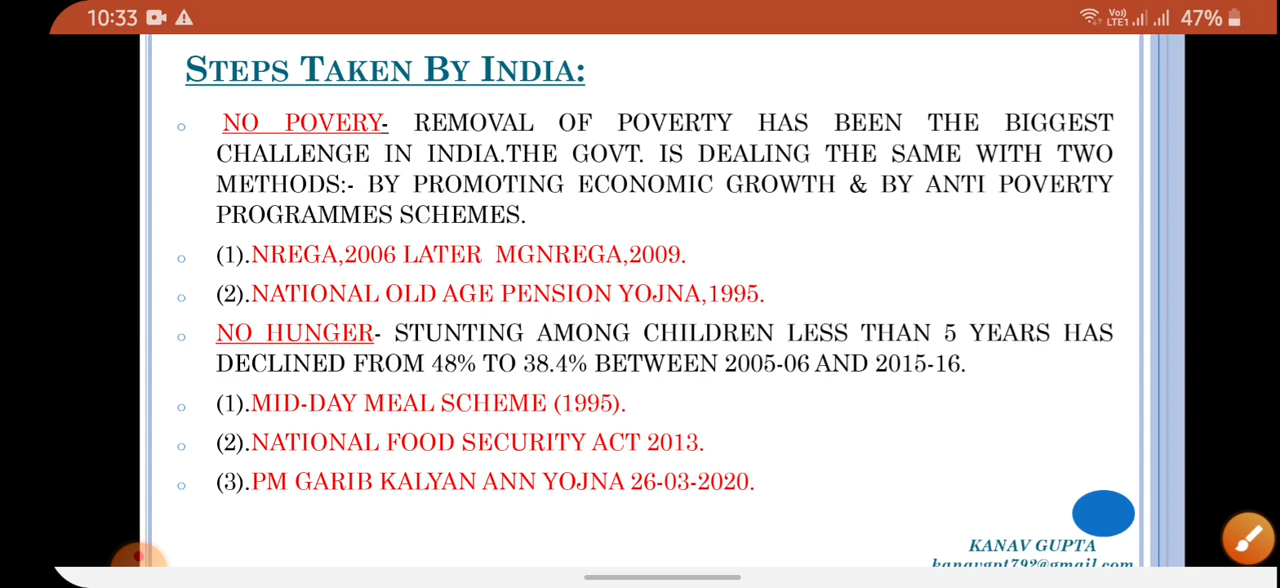 10:33
Vo)) LTE1 47%
STEPS TAKEN BY INDIA:
NO POVERY- REMOVAL OF POVERTY HAS BEEN THE BIGGEST
CHALLENGE IN INDIA.THE GOVT. IS DEALING THE SAME WITH TWO
METHODS:- BY PROMOTING ECONOMIC GROWTH & BY ANTI POVERTY
PROGRAMMES SCHEMES.
(1).NREGA,2006 LATER MGNREGA,2009.
(2).NATIONAL OLD AGE PENSION YOJNA,1995.
NO HUNGER- STUNTING AMONG CHILDREN LESS THAN 5 YEARS HAS
DECLINED FROM 48% TO 38.4% BETWEEN 2005-06 AND 2015-16.
(1).MID-DAY MEAL SCHEME (1995).
(2).NATIONAL FOOD SECURITY ACT 2013.
(3).PM GARIB KALYAN ANN YOJNA 26-03-2020.
KANAV GUPTA
kanavgpt792@gmail.com